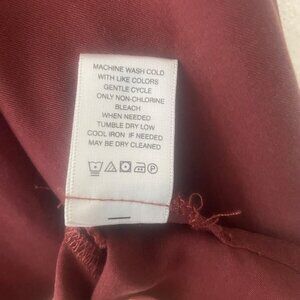 MACHINE WASH COLD
WITH LIKE COLORS
GENTLE CYCLE
ONLY NON-CHLORINE
BLEACH
WHEN NEEDED
TUMBLE DRY LOW
COOL IRON IF NEEDED
MAY BE DRY CLEANED